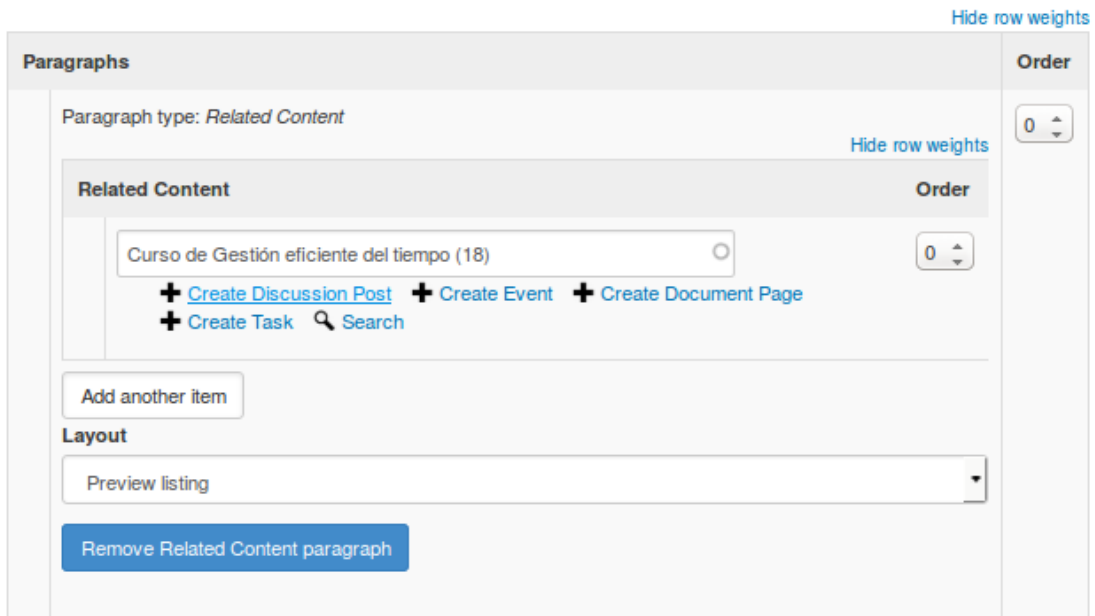 Hide row weights
Paragraphs Order
Paragraph type: Related Content 0
Hide row weights
Related Content Order
Curso de Gestión eficiente del tiempo (18) 0
Create Discussion Post Create Event Create Document Page
Create Task Search
Add another item
Layout
Preview listing
Remove Related Content paragraph